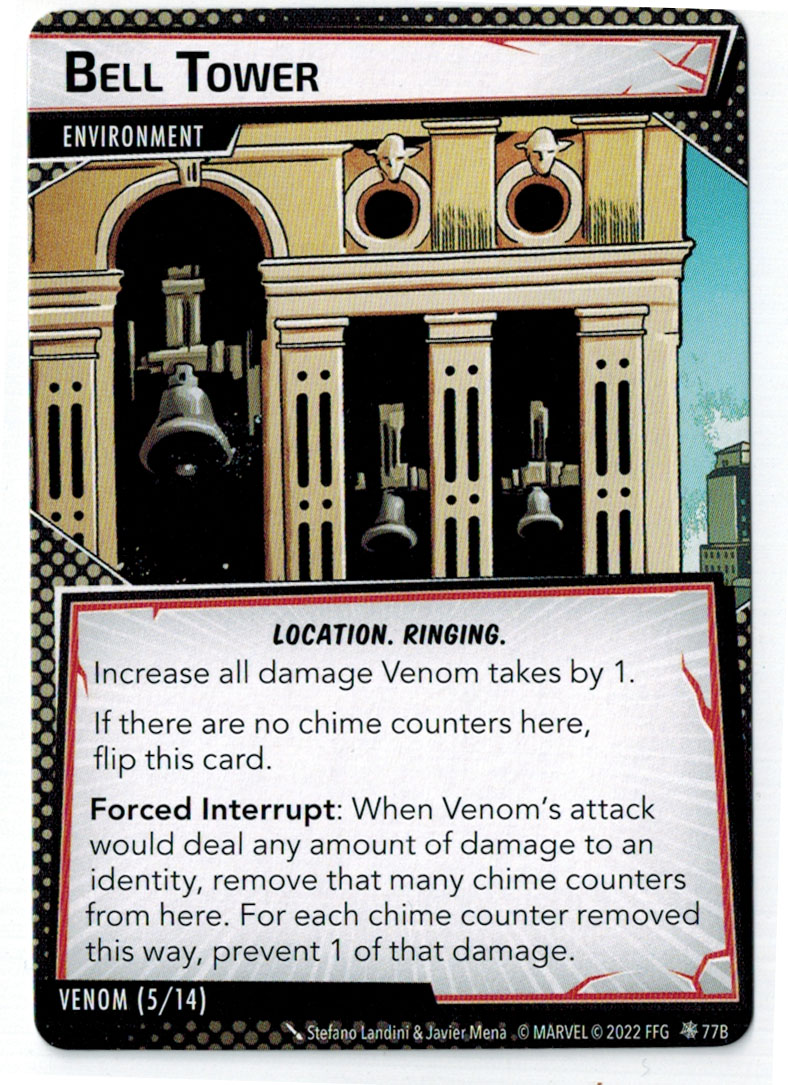 BELL TOWER
ENVIRONMENT
LOCATION. RINGING.
Increase all damage Venom takes by 1.
If there are no chime counters here,
flip this card.
Forced Interrupt: When Venom's attack
would deal any amount of damage to an
identity, remove that many chime counters
from here. For each chime counter removed
this way, prevent 1 of that damage.
VENOM (5/14)
Stefano Landini & Javier Mena © MARVEL © 2022 FFG 77B